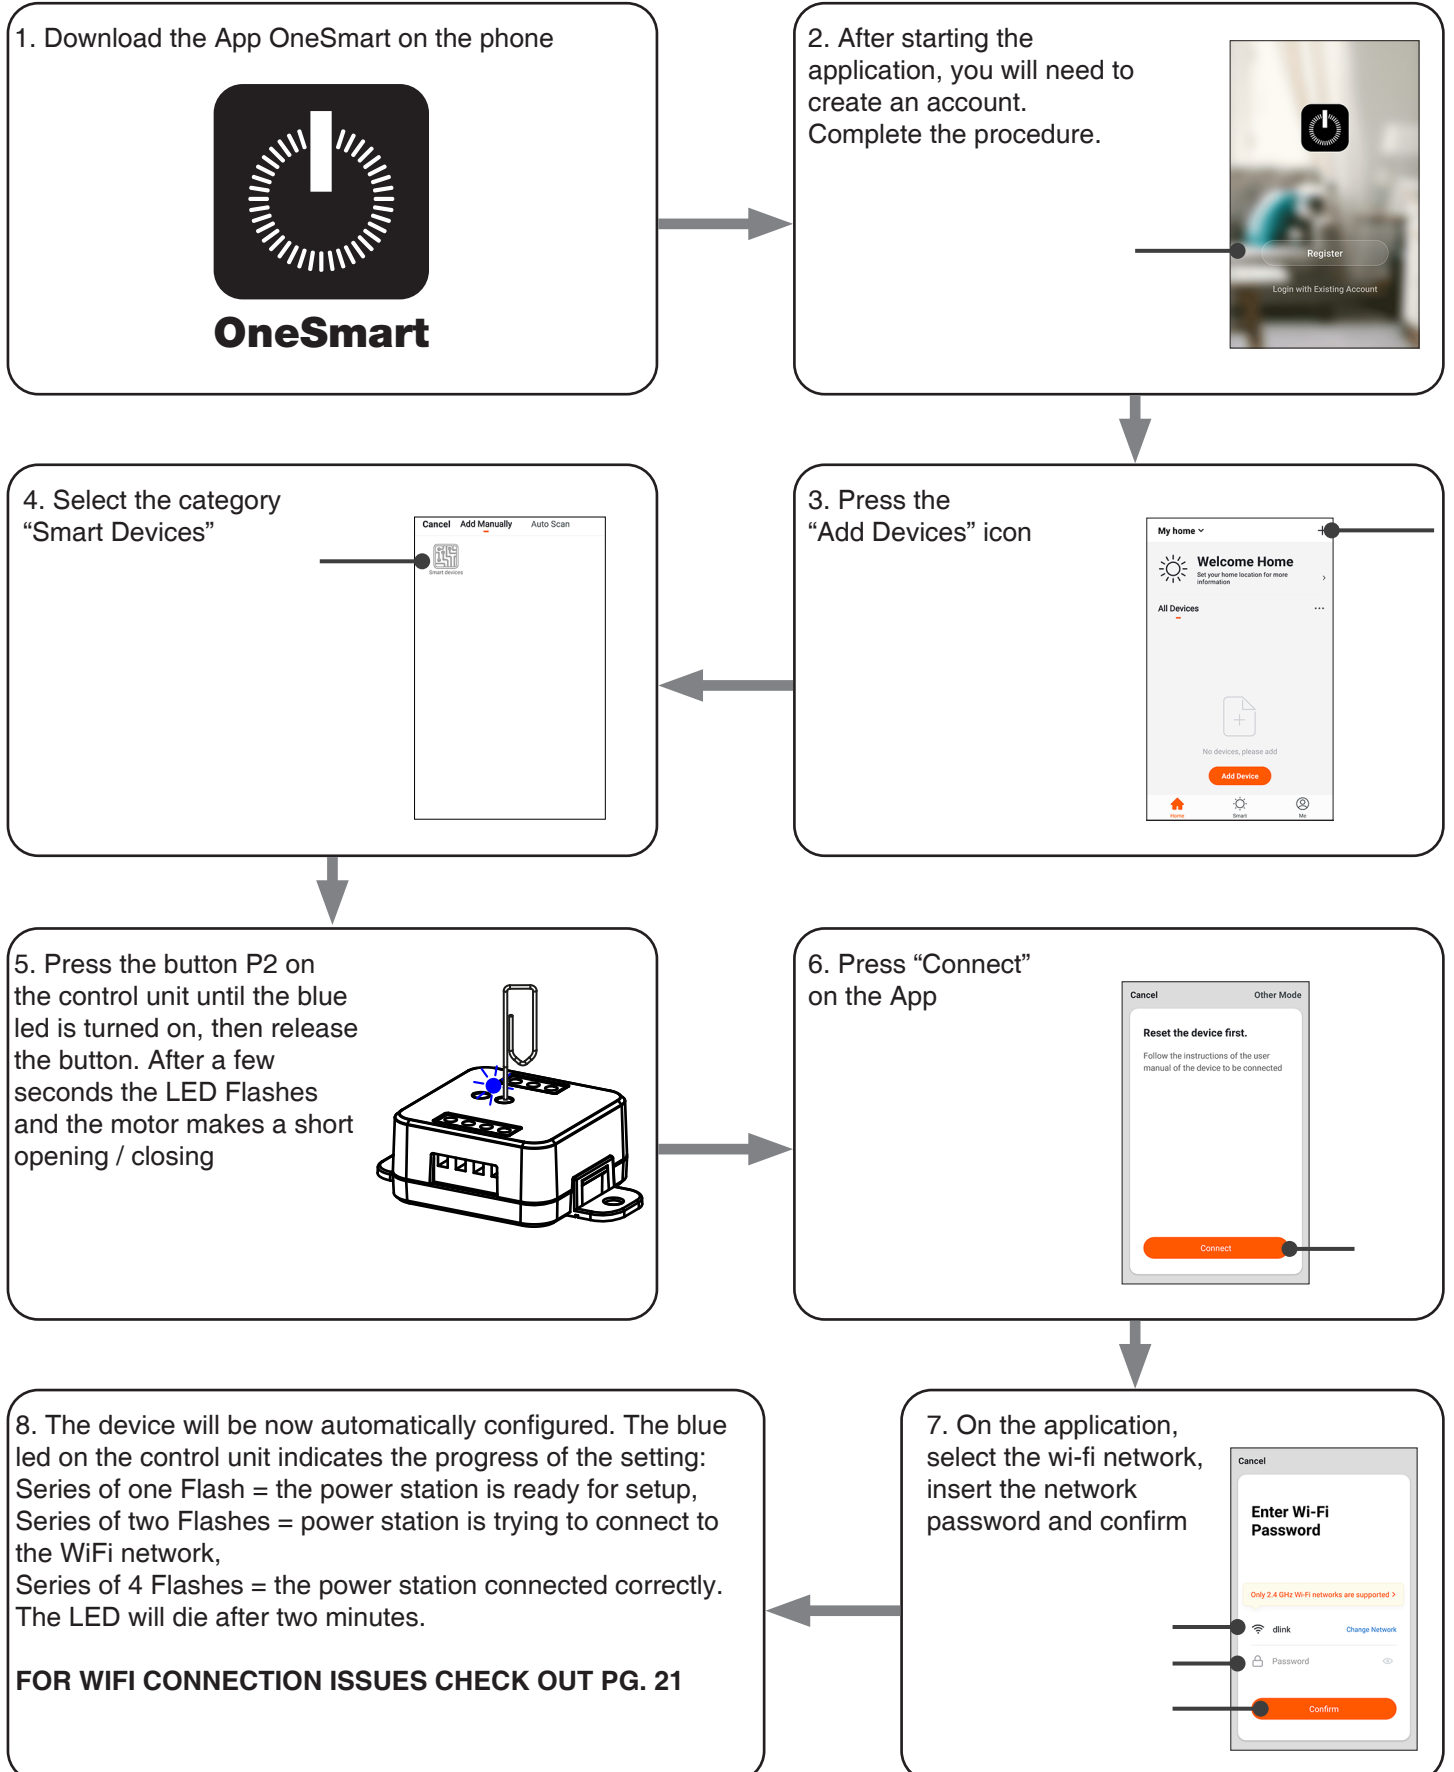 1. Download the App OneSmart on the phone
OneSmart
2. After starting the
application, you will need to
create an account.
Complete the procedure.
Register
Login with Existing Account
3. Press the
“Add Devices” icon
My home
Welcome Home
Set your home location for more
information
All Devices
No devices, please add
Add Device
Home
Smart
Me
4. Select the category
“Smart Devices”
Cancel Add Manually Auto Scan
Smart devices
5. Press the button P2 on
the control unit until the blue
led is turned on, then release
the button. After a few
seconds the LED Flashes
and the motor makes a short
opening / closing
6. Press “Connect”
on the App
Cancel Other Mode
Reset the device first.
Follow the instructions of the user
manual of the device to be connected
Connect
7. On the application,
select the wi-fi network,
insert the network
password and confirm
Cancel
Enter Wi-Fi
Password
Only 2.4 GHz Wi-Fi networks are supported >
dlink Change Network
Password
Confirm
8. The device will be now automatically configured. The blue
led on the control unit indicates the progress of the setting:
Series of one Flash = the power station is ready for setup,
Series of two Flashes = power station is trying to connect to
the WiFi network,
Series of 4 Flashes = the power station connected correctly.
The LED will die after two minutes.
FOR WIFI CONNECTION ISSUES CHECK OUT PG. 21